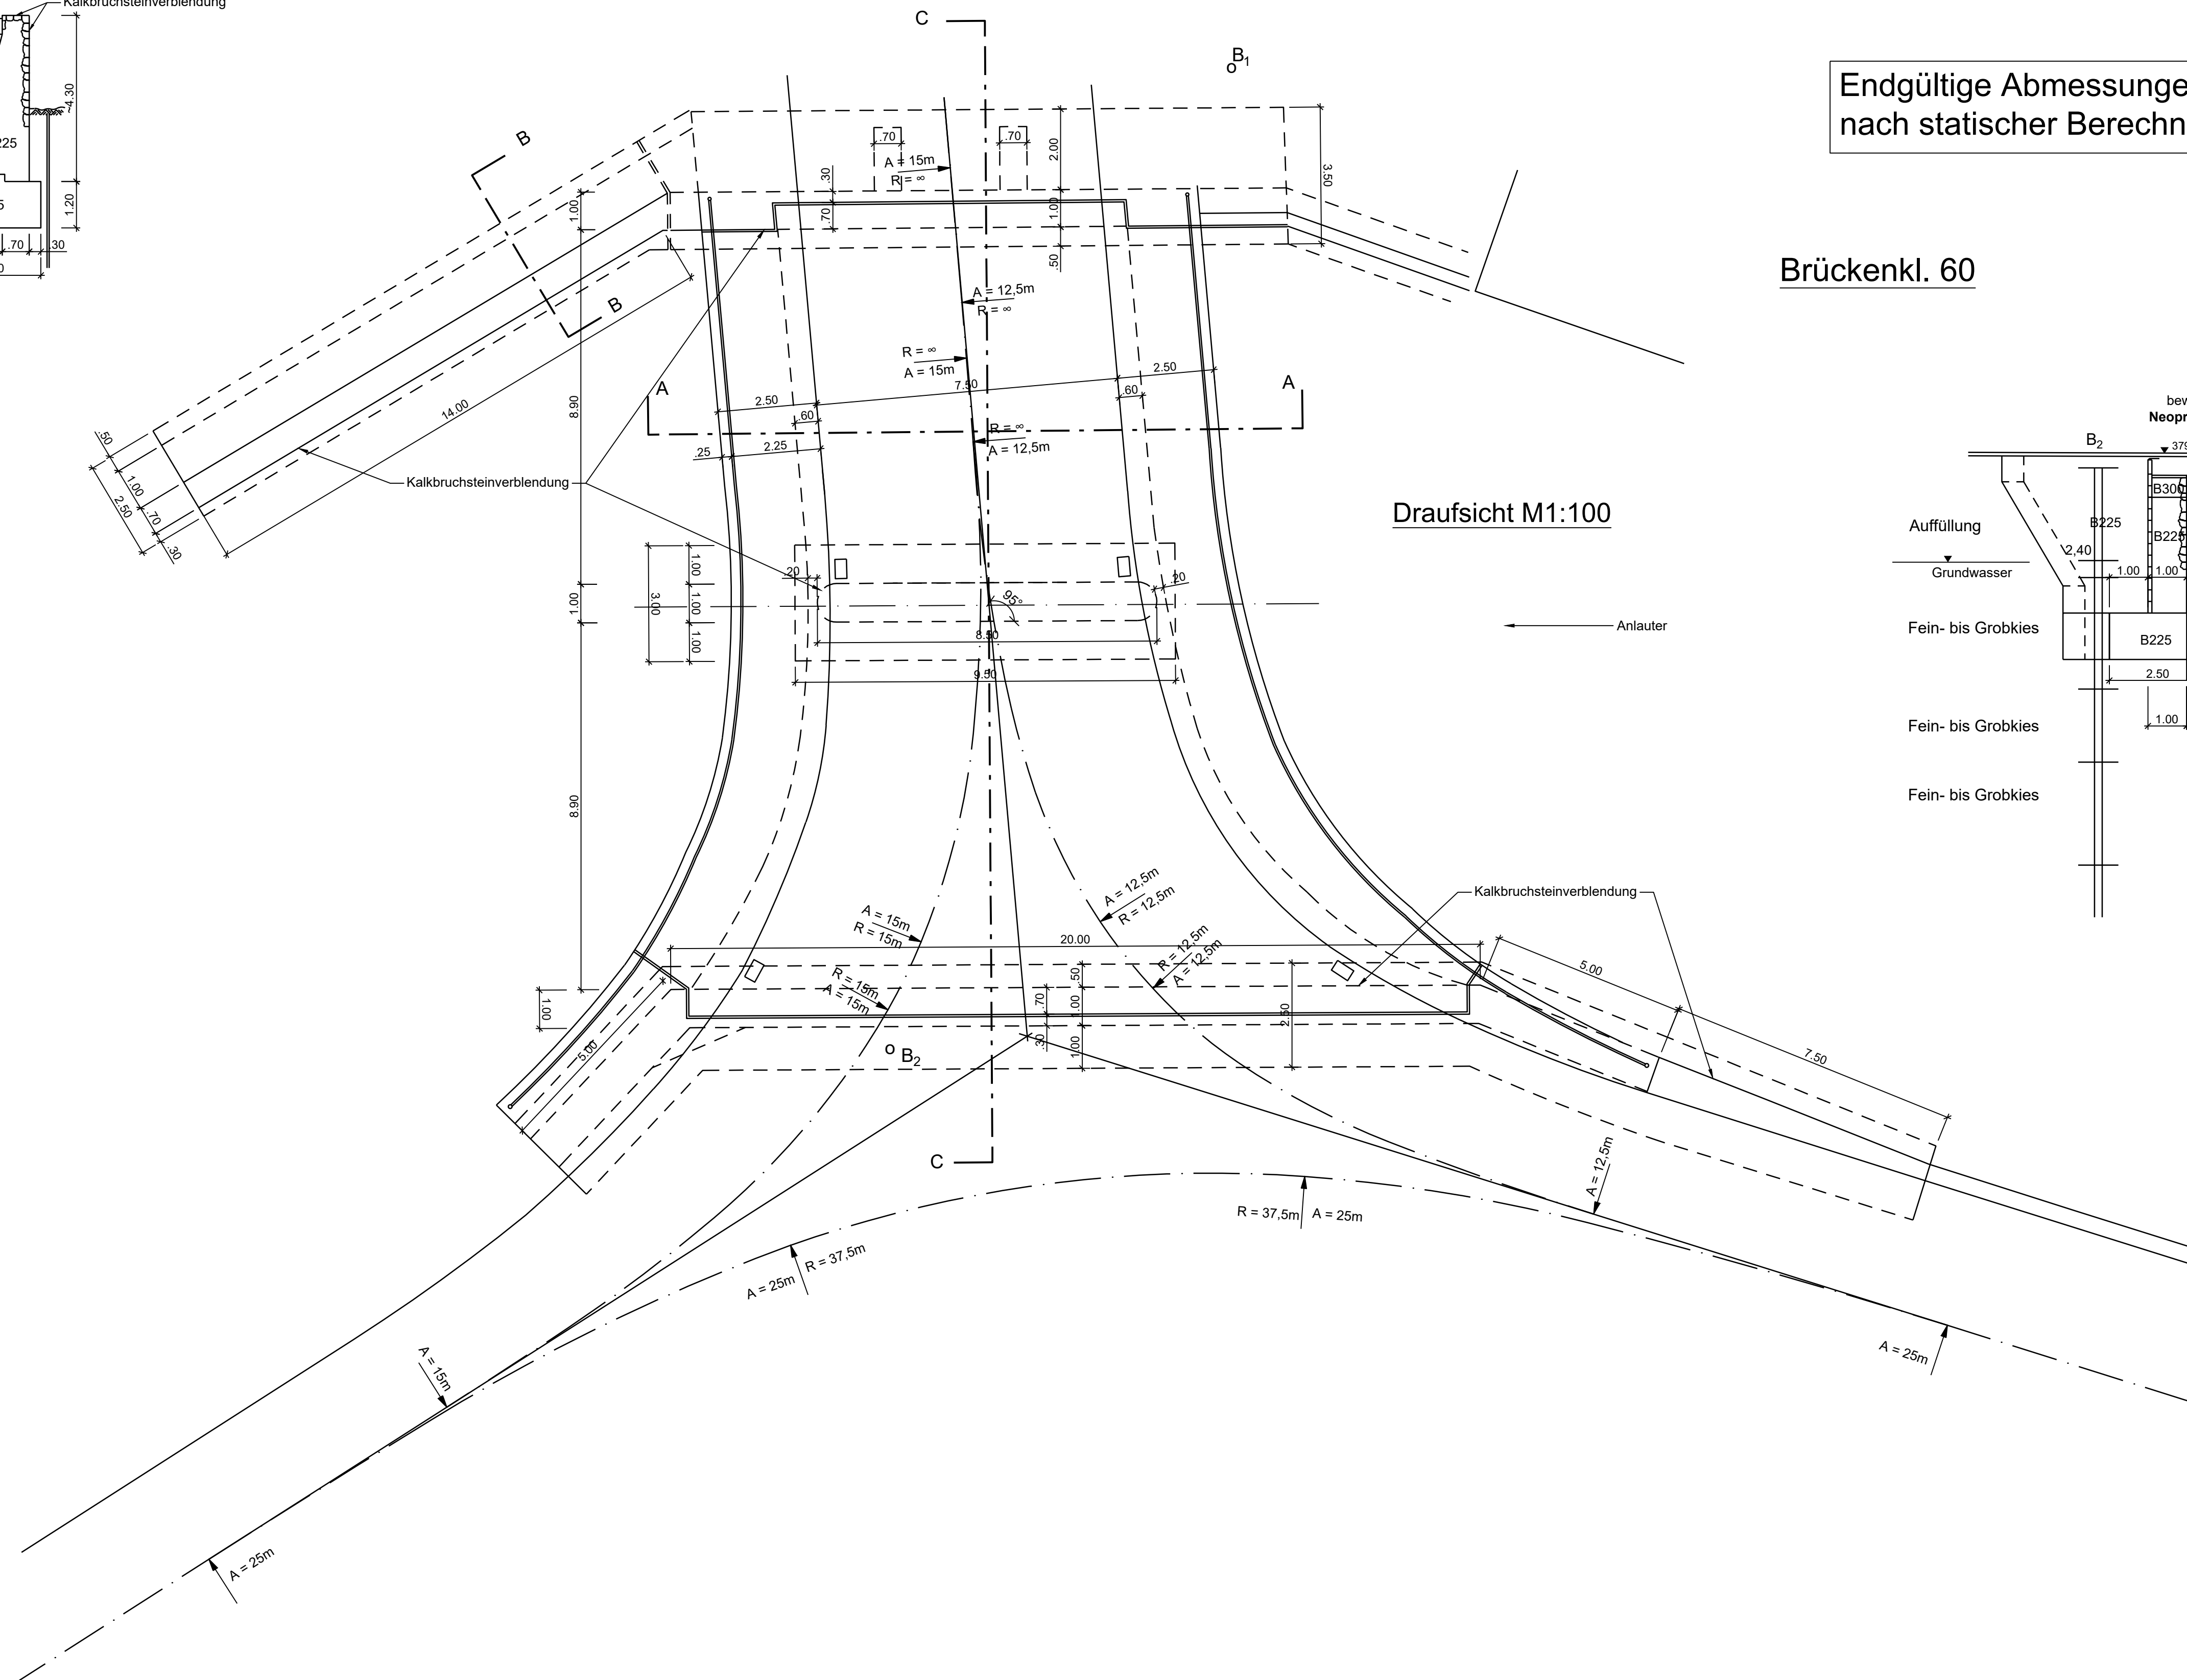 Kalkbruchsteinverblendung
4.30
1.20
.70
.30
C
B1
Endgültige
nach statischer
Brückenkl. 60
B
B
.70
.70
A = 15m
R = ∞
2.00
3.50
.30
.70
1.00
.50
1.00
A = 12,5m
R = ∞
R = ∞
A = 15m
7.50
2.50
2.50
.60
.60
A
A
R = ∞
A = 12,5m
.25
2.25
8.90
14.00
.50
1.00
2.50
.70
.30
Kalkbruchsteinverblendung
Draufsicht M1:100
B2
B300
B225
B225
Auffüllung
2,40
Grundwasser
1.00
1.00
Fein- bis Grobkies
B225
2.50
1.00
Fein- bis Grobkies
Fein- bis Grobkies
.20
.20
1.00
1.00
1.00
3.00
1.00
95°
8.50
9.50
Anlauter
8.90
A = 12,5m
R = 12,5m
A = 15m
R = 15m
R = 12,5m
A = 12,5m
R = 15m
A = 15m
Kalkbruchsteinverblendung
20.00
5.00
7.50
.50
.70
1.00
2.50
.30
1.00
1.00
5.00
B2
C
A = 12,5m
R = 37,5m
A = 25m
A = 25m
R = 37,5m
A = 15m
A = 25m
A = 25m